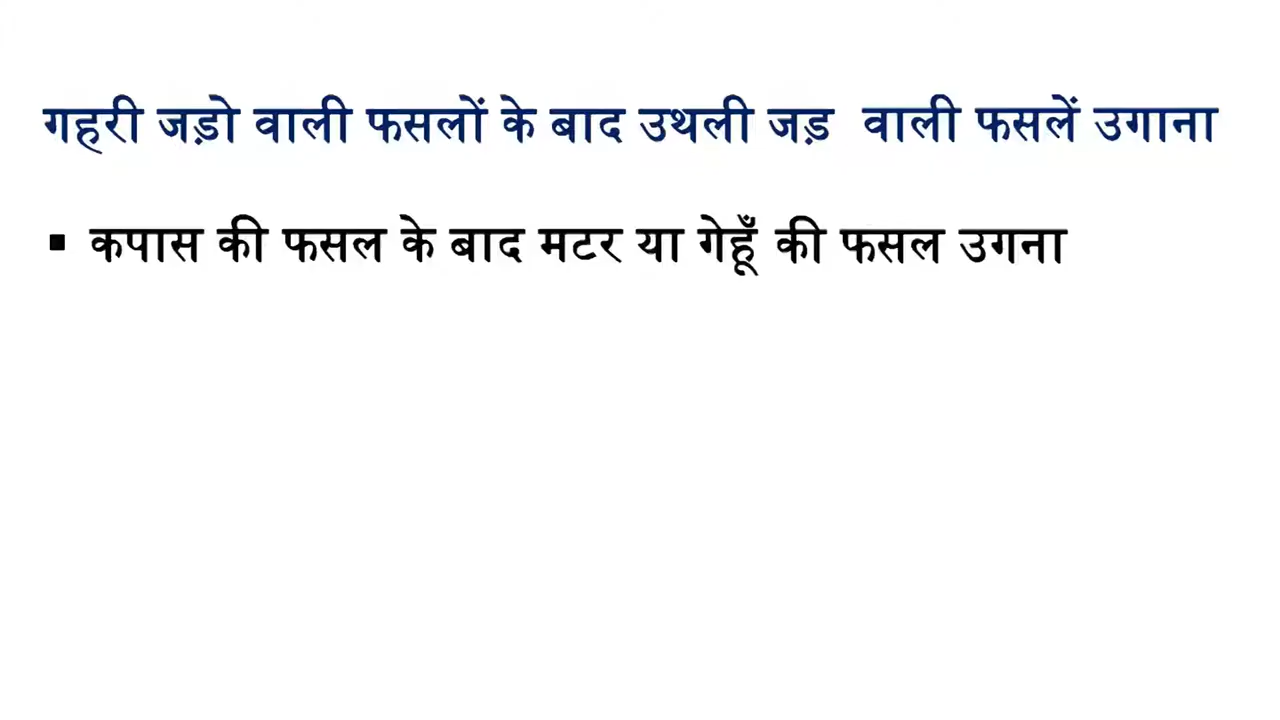 गहरी जड़ो वाली फसलों के बाद उथली जड़ वाली फसलें उगाना
▪ कपास की फसल के बाद मटर या गेहूँ की फसल उगना